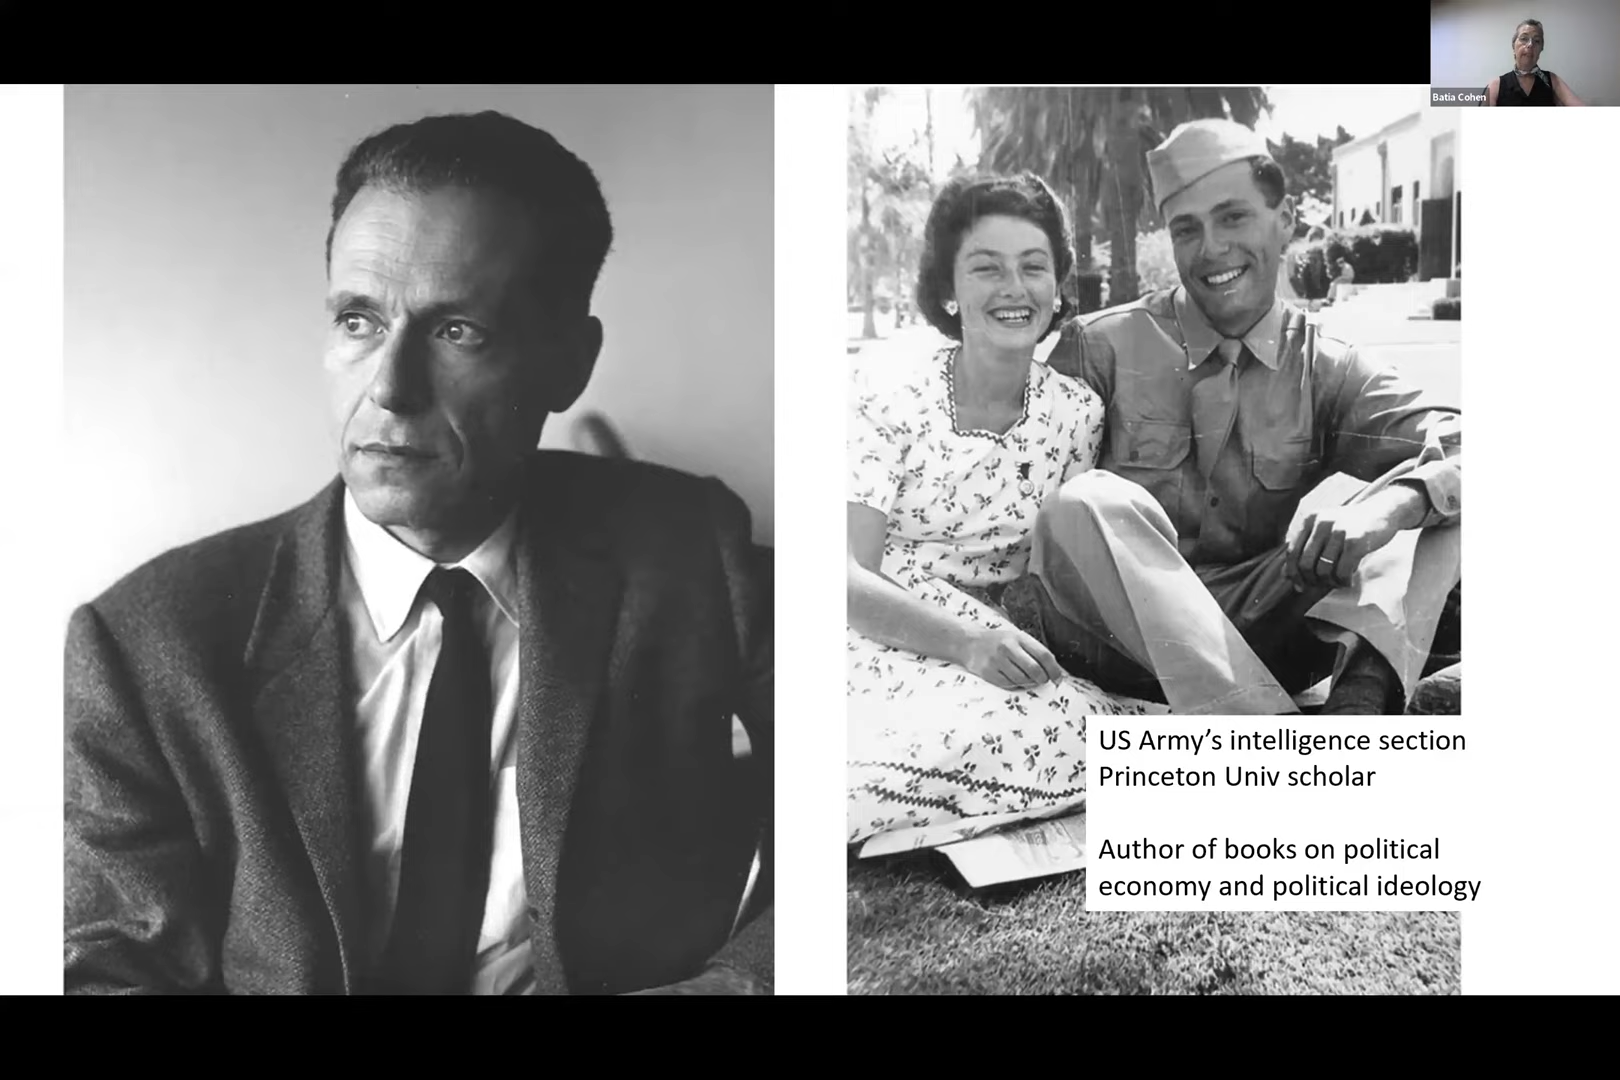 Batia Cohen
US Army’s intelligence section
Princeton Univ scholar
Author of books on political
economy and political ideology